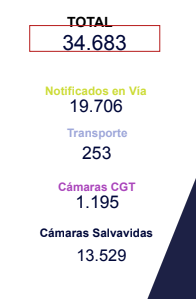 TOTAL
34.683
Notificados en Via
19.706
Transporte
253
Cámaras CGT
1.195
Cámaras Salvavidas
13.529